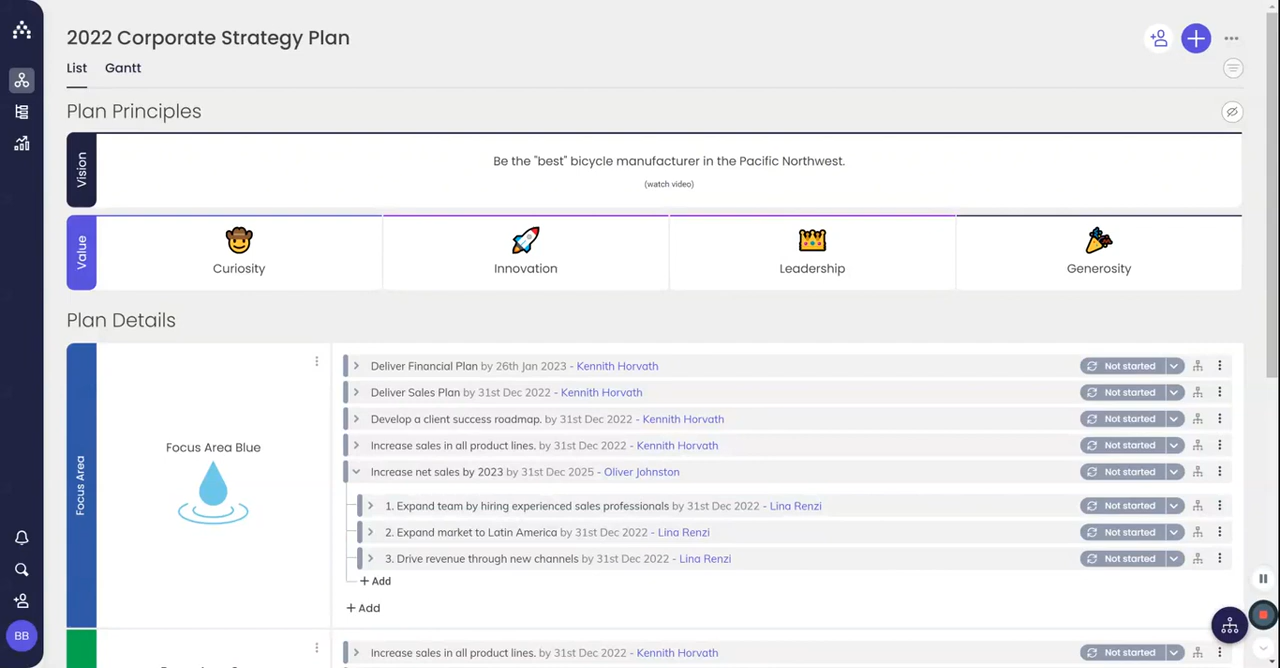 2022 Corporate Strategy Plan
List Gantt
Plan Principles
Vision
Be the "best" bicycle manufacturer in the Pacific Northwest.
(watch video)
Value
Curiosity
Innovation
Leadership
Generosity
Plan Details
Focus Area
Focus Area Blue
Deliver Financial Plan by 26th Jan 2023 - Kennith Horvath Not started
Deliver Sales Plan by 31st Dec 2022 - Kennith Horvath Not started
Develop a client success roadmap. by 31st Dec 2022 - Kennith Horvath Not started
Increase sales in all product lines. by 31st Dec 2022 - Kennith Horvath Not started
Increase net sales by 2023 by 31st Dec 2025 - Oliver Johnston Not started
1. Expand team by hiring experienced sales professionals by 31st Dec 2022 - Lina Renzi Not started
2. Expand market to Latin America by 31st Dec 2022 - Lina Renzi Not started
3. Drive revenue through new channels by 31st Dec 2022 - Lina Renzi Not started
+ Add
+ Add
BB
Increase sales in all product lines. by 31st Dec 2022 - Kennith Horvath Not started